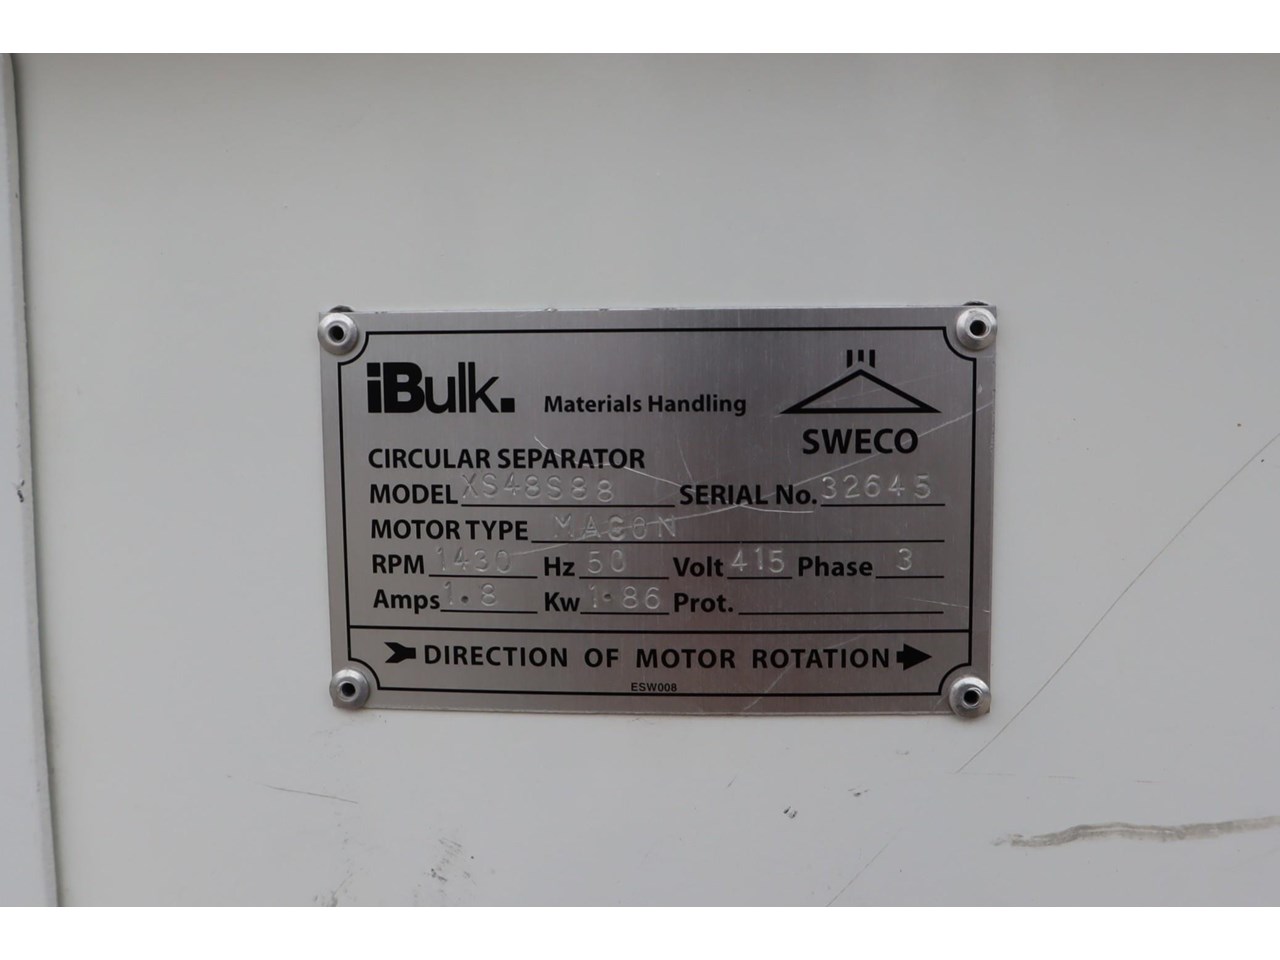 iBulk. Materials Handling
SWECO
CIRCULAR SEPARATOR
MODEL XS48S88 SERIAL No. 32645
MOTOR TYPE MAGON
RPM 1430 Hz 50 Volt 415 Phase 3
Amps 1.8 Kw 1.86 Prot.
DIRECTION OF MOTOR ROTATION
ESW008